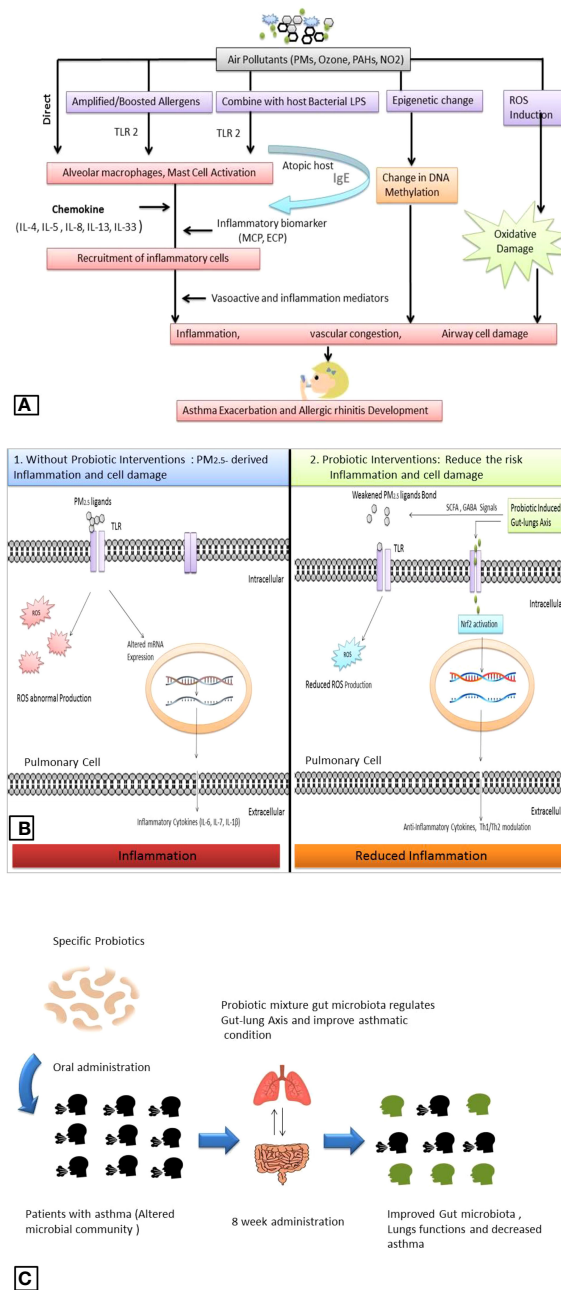 Air Pollutants (PMs, Ozone, PAHs, NO2)
Direct
Amplified/Boosted Allergens
Combine with host Bacterial LPS
Epigenetic change
ROS
Induction
TLR 2
TLR 2
Atopic host
IgE
Alveolar macrophages, Mast Cell Activation
Change in DNA
Methylation
Chemokine
(IL-4, IL-5 , IL-8, IL-13, IL-33 )
Inflammatory biomarker
(MCP, ECP)
Oxidative
Damage
Recruitment of inflammatory cells
Vasoactive and inflammation mediators
Inflammation, vascular congestion, Airway cell damage
A
Asthma Exacerbation and Allergic rhinitis Development
1. Without Probiotic Interventions : PM2.5- derived
Inflammation and cell damage
PM2.5 ligands
TLR
Intracellular
ROS
Altered mRNA
Expression
ROS abnormal Production
Pulmonary Cell
Extracellular
Inflammatory Cytokines (IL-6, IL-7, IL-1β)
B
Inflammation
2. Probiotic Interventions: Reduce the risk
Inflammation and cell damage
Weakened PM2.5 ligands Bond
SCFA , GABA Signals
Probiotic Induced
Gut-lungs Axis
TLR
Intracellula
Nrf2 activation
ROS
Reduced ROS Production
Pulmonary Cell
Extracellula
Anti-Inflammatory Cytokines, Th1/Th2 modulation
Reduced Inflammation
Specific Probiotics
Probiotic mixture gut microbiota regulates
Gut-lung Axis and improve asthmatic
condition
Oral administration
Patients with asthma (Altered
microbial community )
8 week administration
Improved Gut microbiota ,
Lungs functions and decreased
asthma
C